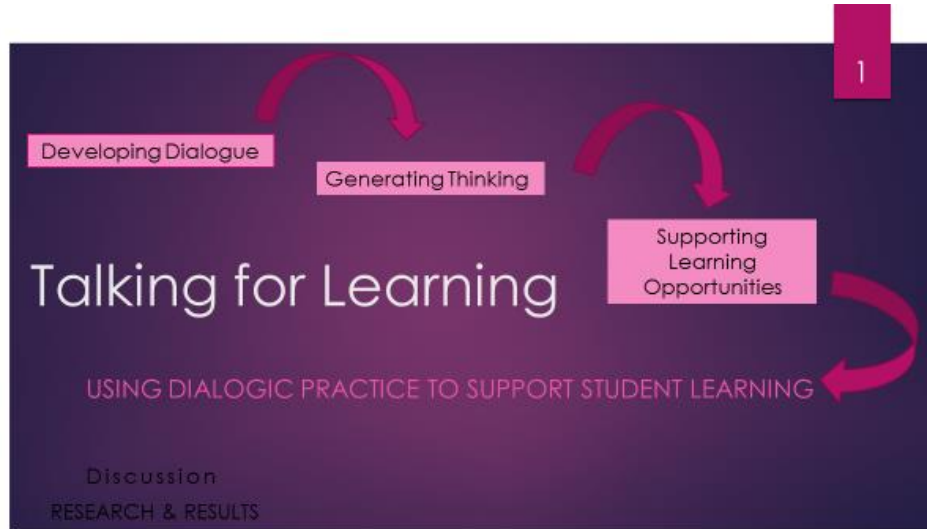 1
Developing Dialogue
Generating Thinking
Supporting
Learning
Opportunities
Talking for Learning
USING DIALOGIC PRACTICE TO SUPPORT STUDENT LEARNING
Discussion
RESEARCH & RESULTS